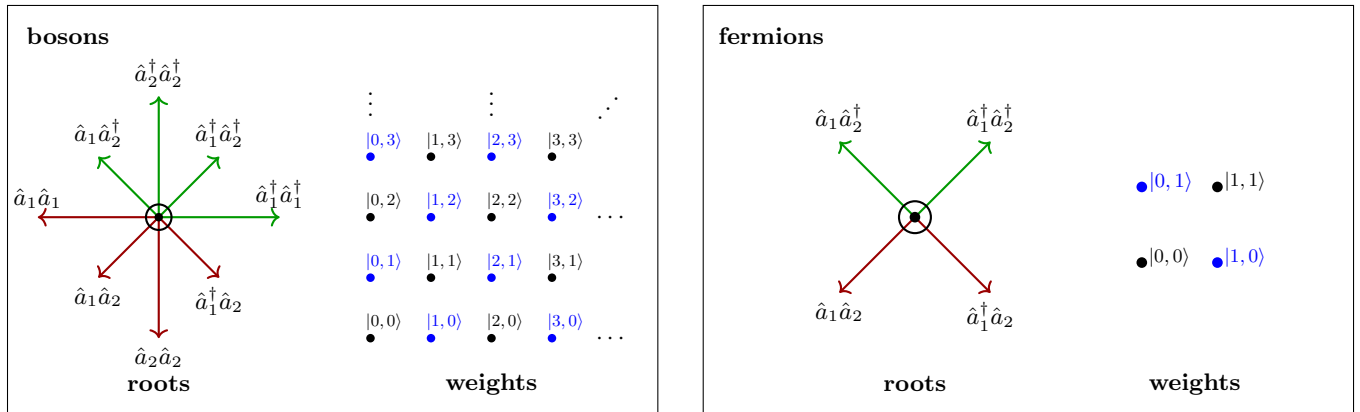 bosons
â₂†â₂†
â₁â₂† â₁†â₂†
â₁â₁ â₁†â₁†
â₁â₂ â₁†â₂
â₂â₂
roots
⋮ ⋮ ⋰
|0, 3⟩ |1, 3⟩ |2, 3⟩ |3, 3⟩
|0, 2⟩ |1, 2⟩ |2, 2⟩ |3, 2⟩ ⋯
|0, 1⟩ |1, 1⟩ |2, 1⟩ |3, 1⟩
|0, 0⟩ |1, 0⟩ |2, 0⟩ |3, 0⟩ ⋯
weights
fermions
â₁â₂† â₁†â₂†
â₁â₂ â₁†â₂
roots
|0, 1⟩ |1, 1⟩
|0, 0⟩ |1, 0⟩
weights